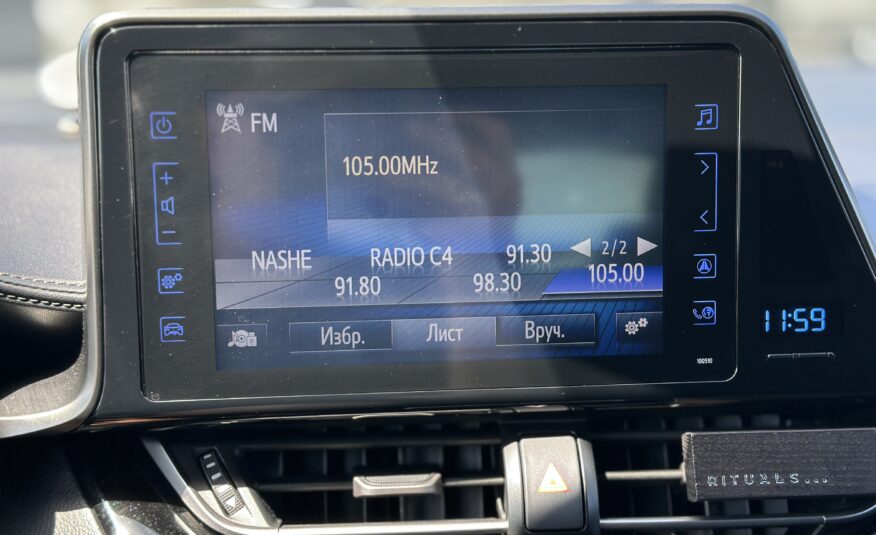 FM
105.00MHz
NASHE RADIO C4 91.30 2/2
91.80 98.30 105.00
Избр. Лист Вруч.
100510
11:59
RITUALS...